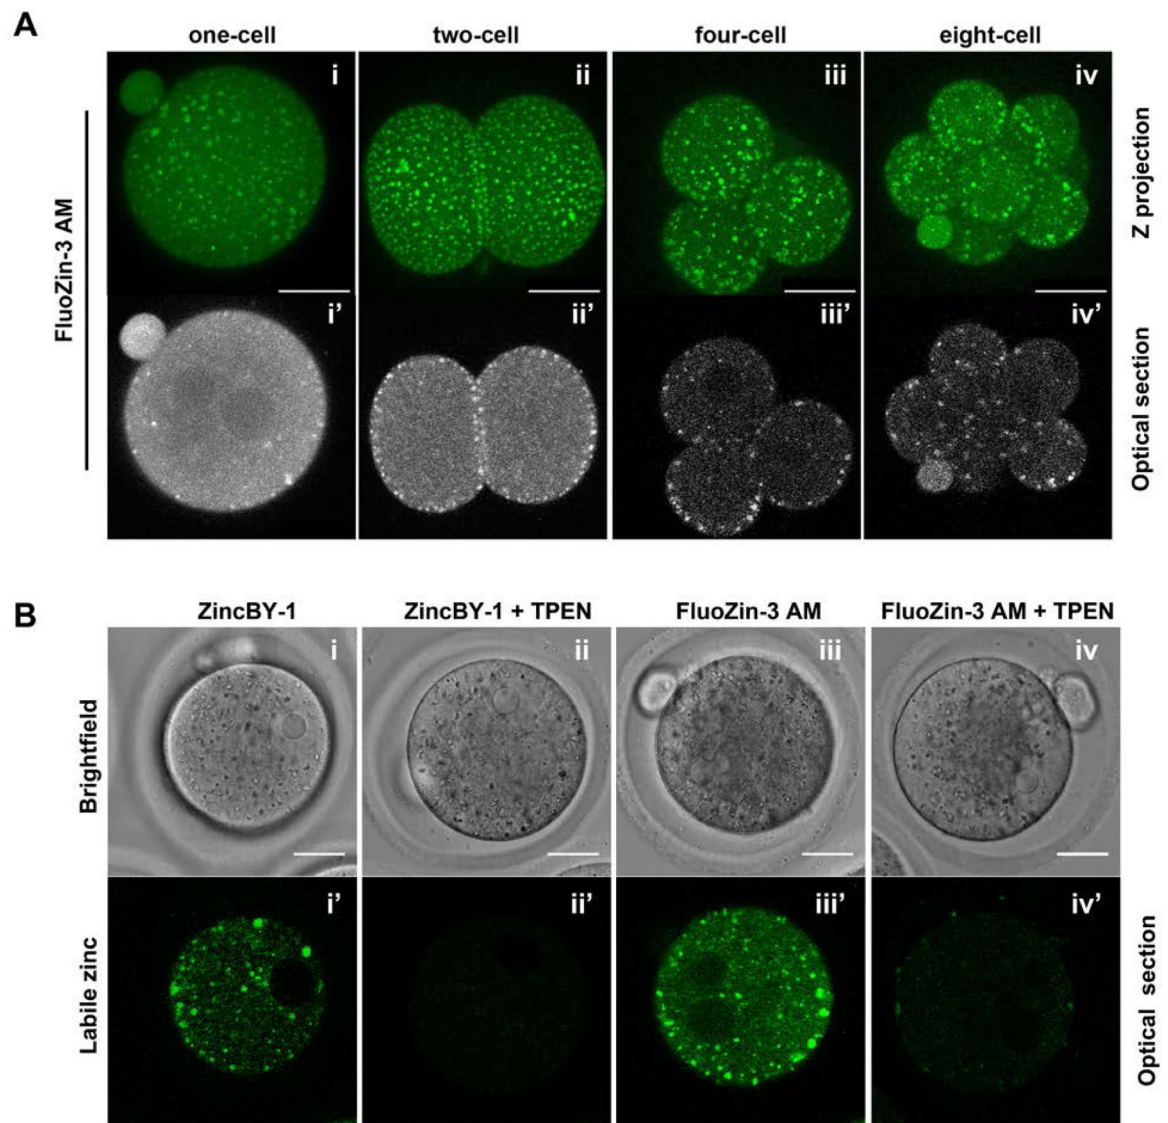 A
one-cell
two-cell
four-cell
eight-cell
FluoZin-3 AM
i
ii
iii
iv
Z projection
i’
ii’
iii’
iv’
Optical section
B
ZincBY-1
ZincBY-1 + TPEN
FluoZin-3 AM
FluoZin-3 AM + TPEN
Brightfield
i
ii
iii
iv
Labile zinc
i’
ii’
iii’
iv’
Optical section